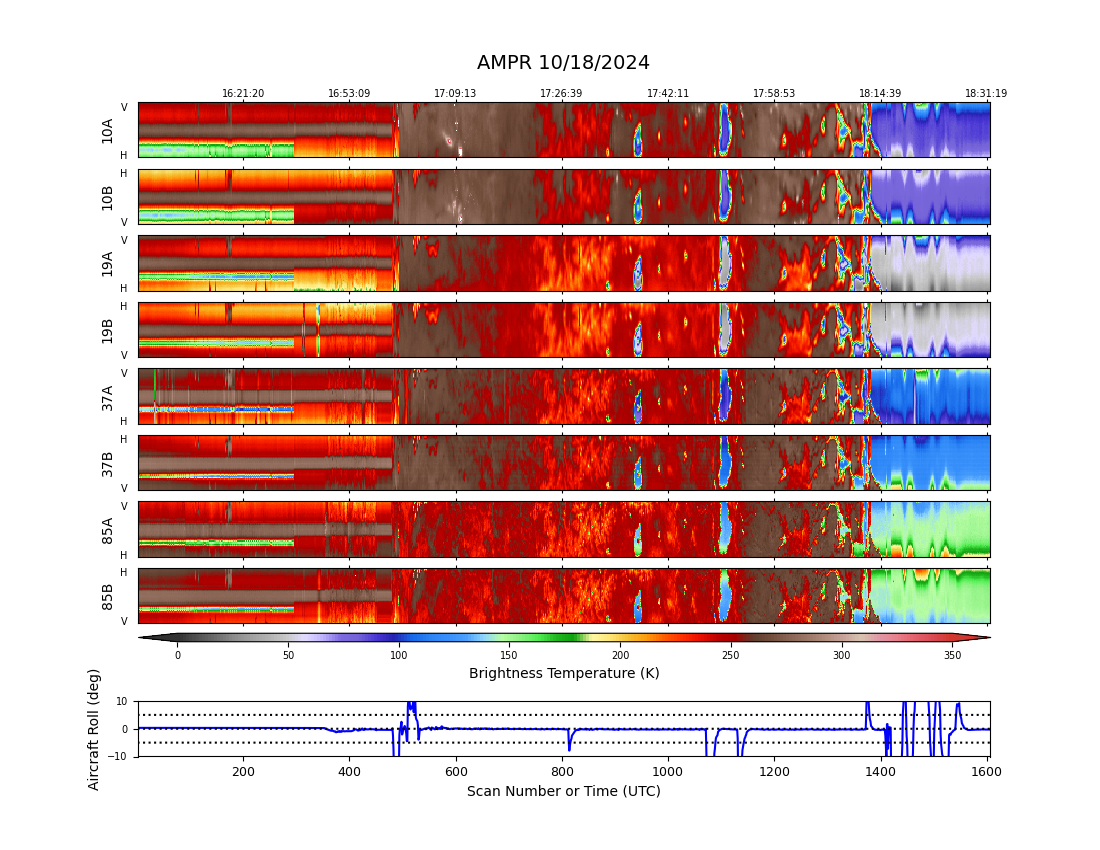 AMPR 10/18/2024
16:21:20 16:53:09 17:09:13 17:26:39 17:42:11 17:58:53 18:14:39 18:31:19
V
10A
H
H
10B
V
V
19A
H
H
19B
V
V
37A
H
H
37B
V
V
85A
H
H
85B
V
0 50 100 150 200 250 300 350
Brightness Temperature (K)
Aircraft Roll (deg)
10
0
−10
200 400 600 800 1000 1200 1400 1600
Scan Number or Time (UTC)